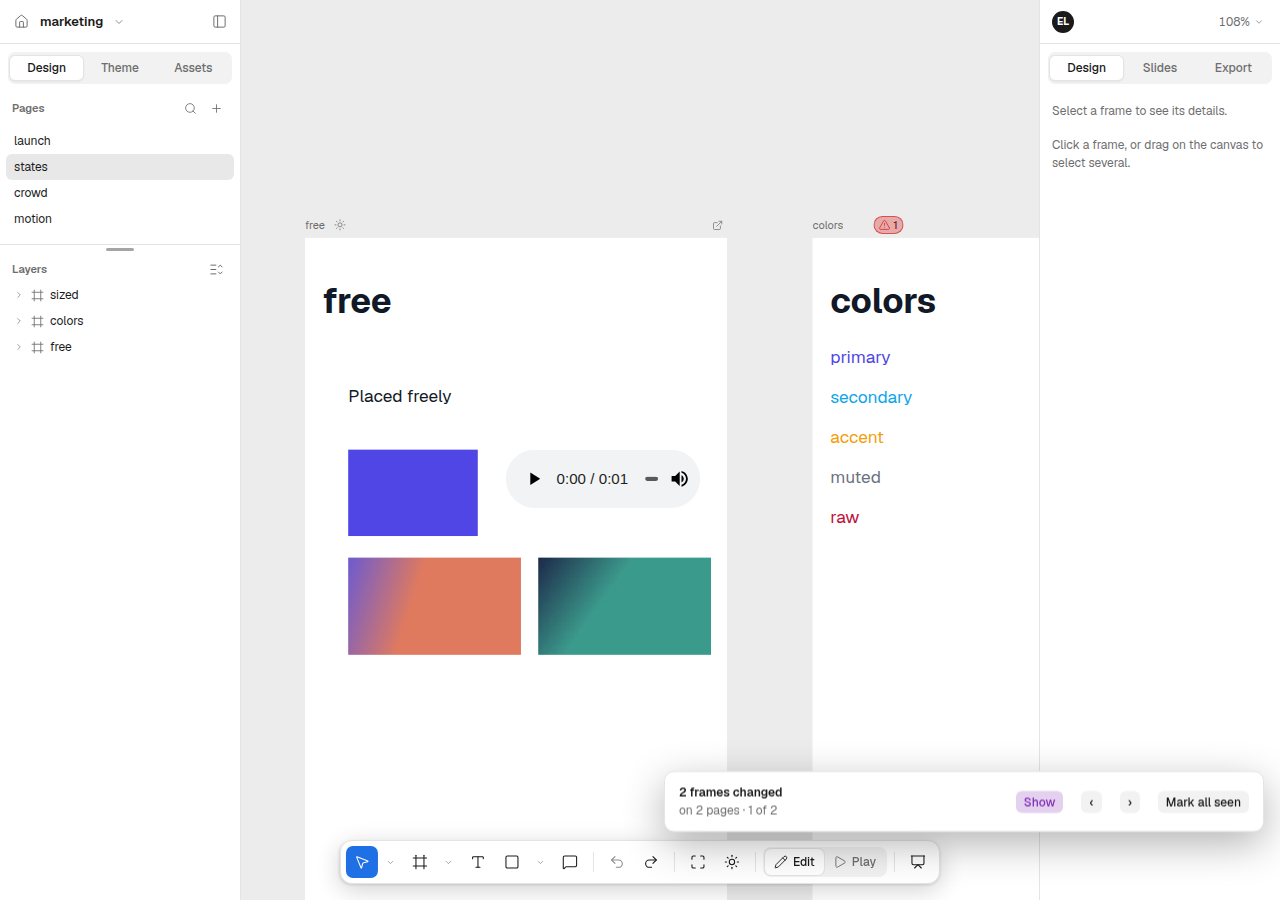 marketing
EL
108%
Design Theme Assets
Design Slides Export
Pages
launch
states
crowd
motion
Layers
sized
colors
free
Select a frame to see its details.
Click a frame, or drag on the canvas to
select several.
free
colors
1
free
Placed freely
0:00 / 0:01
colors
primary
secondary
accent
muted
raw
2 frames changed
on 2 pages · 1 of 2
Show ‹ › Mark all seen
Edit Play